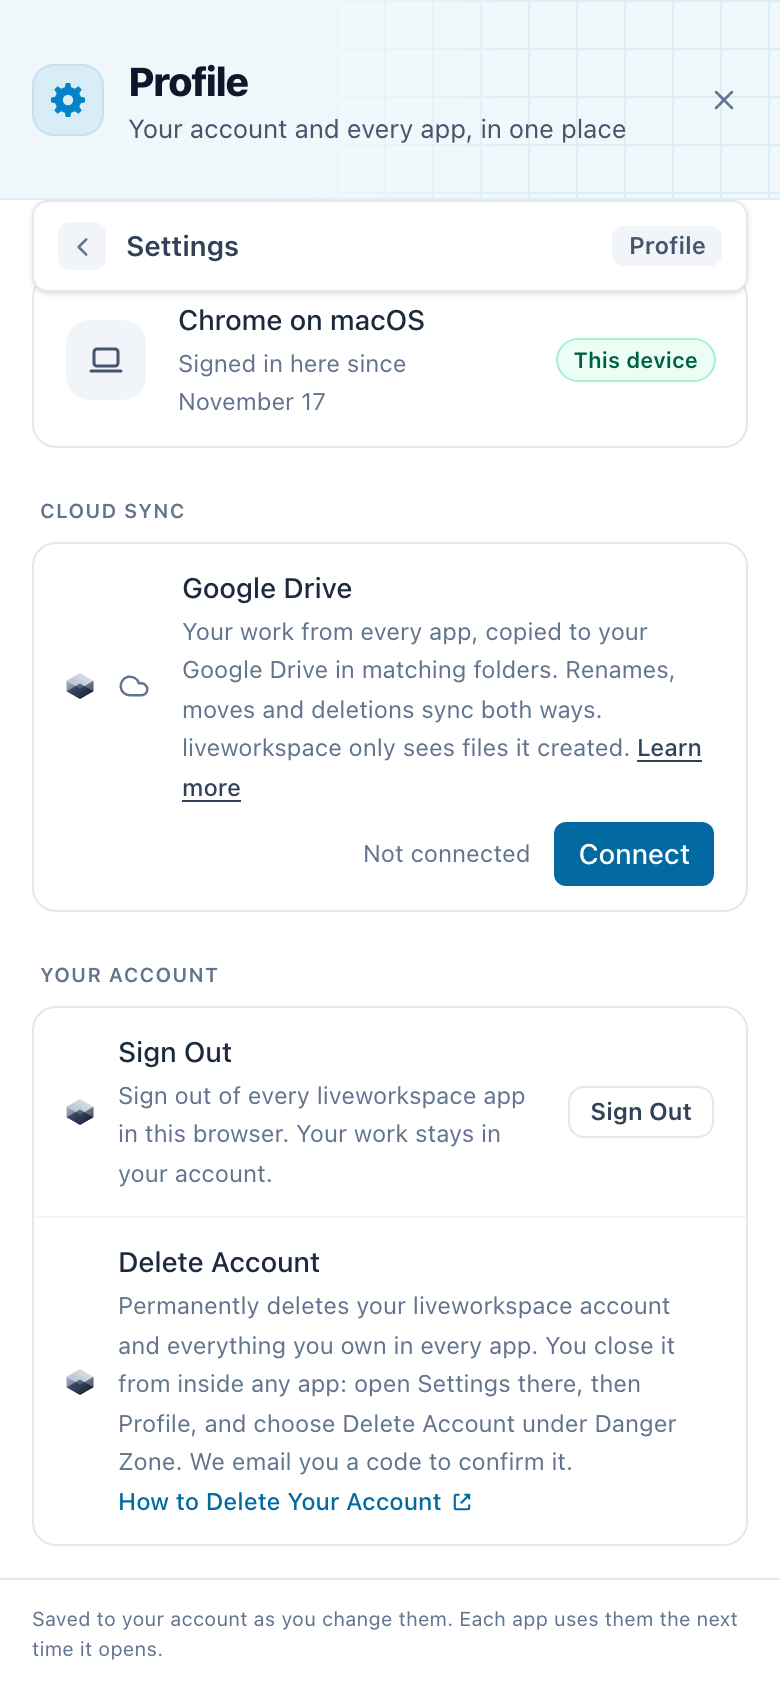 Profile
Your account and every app, in one place
Settings
Profile
Chrome on macOS
Signed in here since
November 17
This device
CLOUD SYNC
Google Drive
Your work from every app, copied to your
Google Drive in matching folders. Renames,
moves and deletions sync both ways.
liveworkspace only sees files it created. Learn
more
Not connected
Connect
YOUR ACCOUNT
Sign Out
Sign out of every liveworkspace app
in this browser. Your work stays in
your account.
Sign Out
Delete Account
Permanently deletes your liveworkspace account
and everything you own in every app. You close it
from inside any app: open Settings there, then
Profile, and choose Delete Account under Danger
Zone. We email you a code to confirm it.
How to Delete Your Account
Saved to your account as you change them. Each app uses them the next
time it opens.